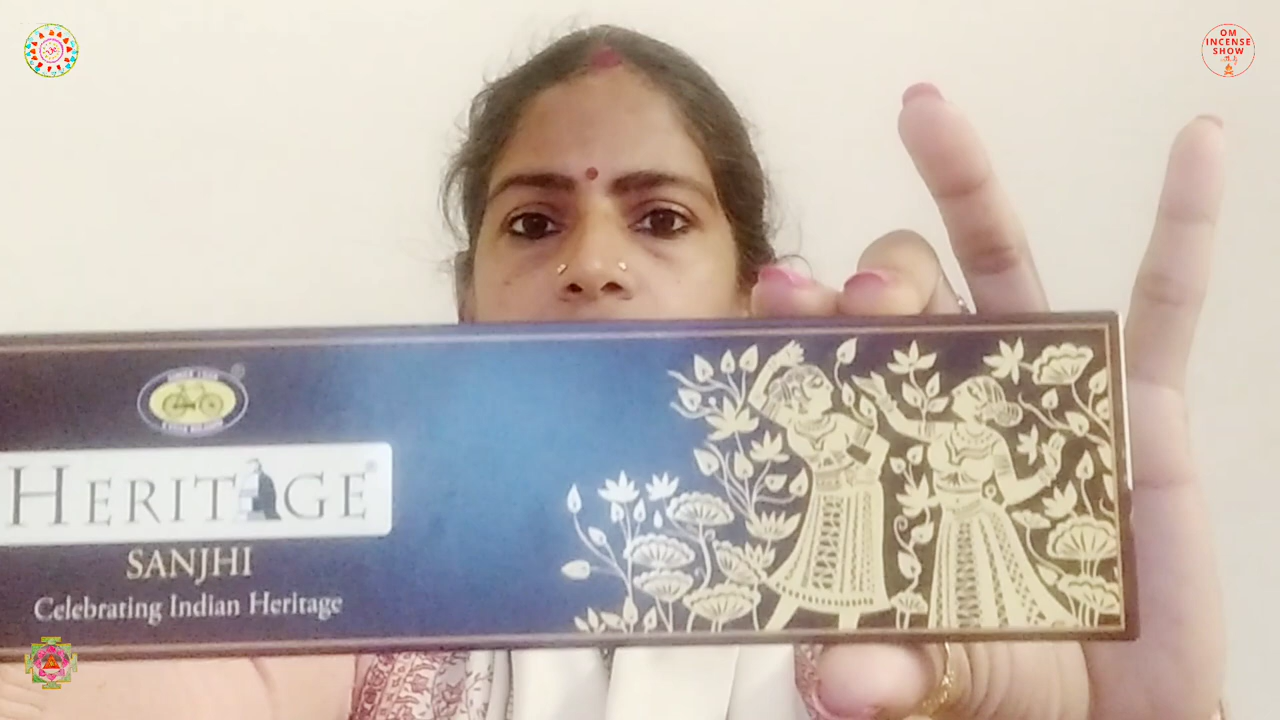 OM
INCENSE
SHOW
HERITAGE
SANJHI
Celebrating Indian Heritage